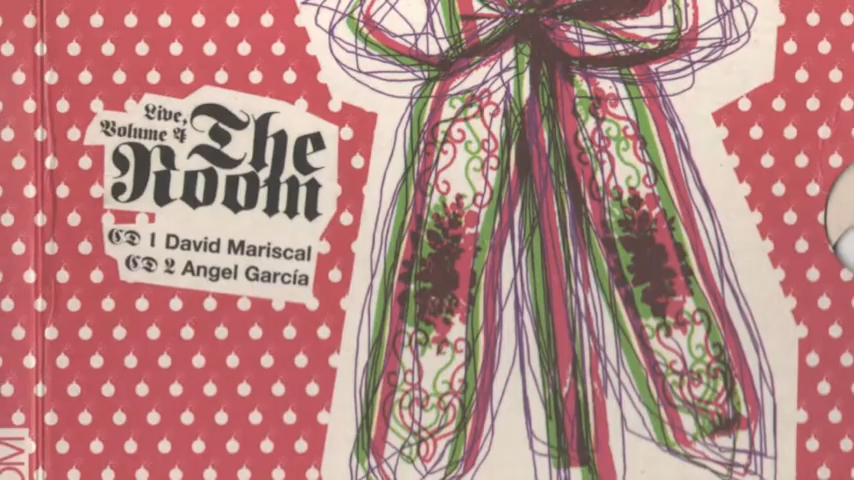 Live,
Volume 4
The
Room
CD 1 David Mariscal
CD 2 Angel García